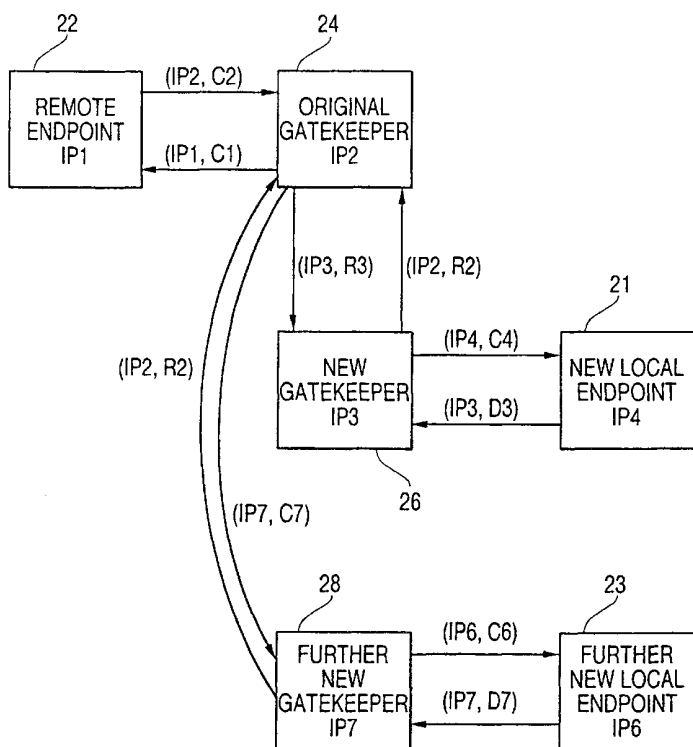 22
24
REMOTE
ENDPOINT
IP1
(IP2, C2)
(IP1, C1)
ORIGINAL
GATEKEEPER
IP2
(IP3, R3)
(IP2, R2)
21
(IP2, R2)
NEW
GATEKEEPER
IP3
(IP4, C4)
(IP3, D3)
NEW LOCAL
ENDPOINT
IP4
26
(IP7, C7)
28
23
FURTHER
NEW
GATEKEEPER
IP7
(IP6, C6)
(IP7, D7)
FURTHER
NEW LOCAL
ENDPOINT
IP6